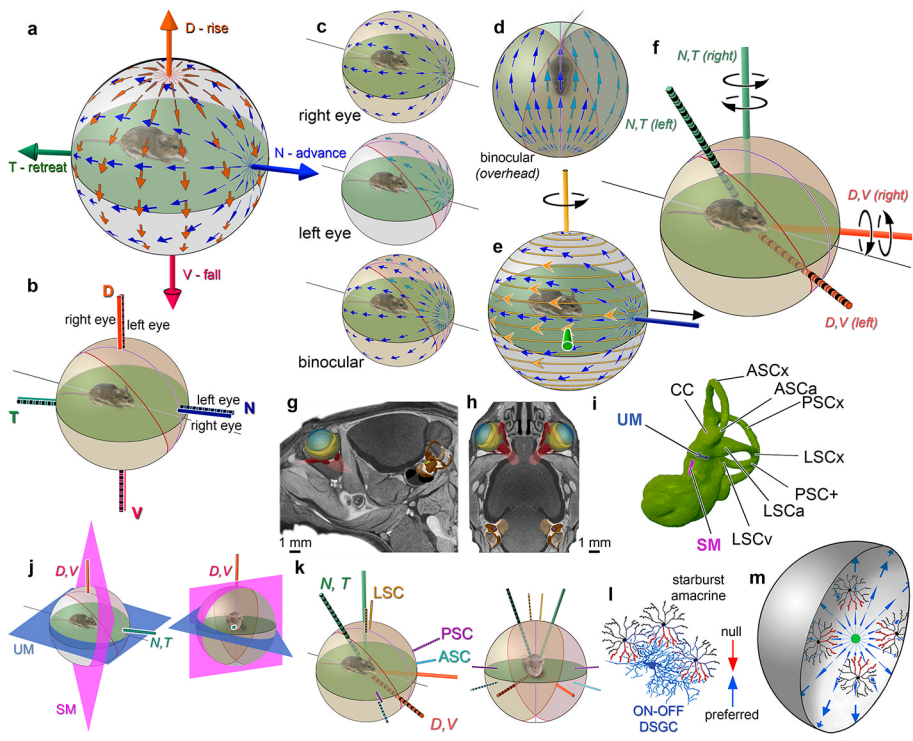 a
D - rise
T - retreat
N - advance
V - fall
b
D
right eye
left eye
T
left eye
N
right eye
V
c
right eye
left eye
binocular
d
binocular
(overhead)
e
f
N,T (right)
N,T (left)
D,V (right)
D,V (left)
g
1 mm
h
1 mm
i
ASCx
CC
ASCa
PSCx
UM
LSCx
PSC+
LSCa
SM
LSCv
j
D,V
D,V
UM
N,T
SM
k
N, T
LSC
PSC
ASC
D,V
l
starburst
amacrine
null
preferred
ON-OFF
DSGC
m